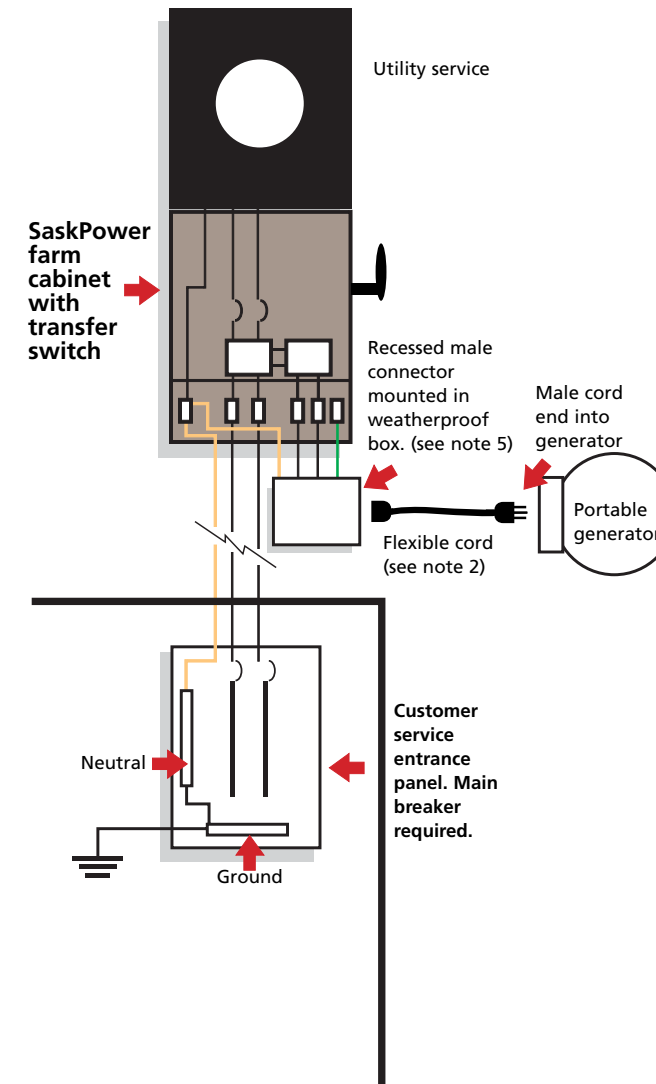 Utility service
SaskPower
farm
cabinet
with
transfer
switch
Recessed male
connector
mounted in
weatherproof
box. (see note 5)
Male cord
end into
generator
Portable
generator
Flexible cord
(see note 2)
Customer
service
entrance
panel. Main
breaker
required.
Neutral
Ground